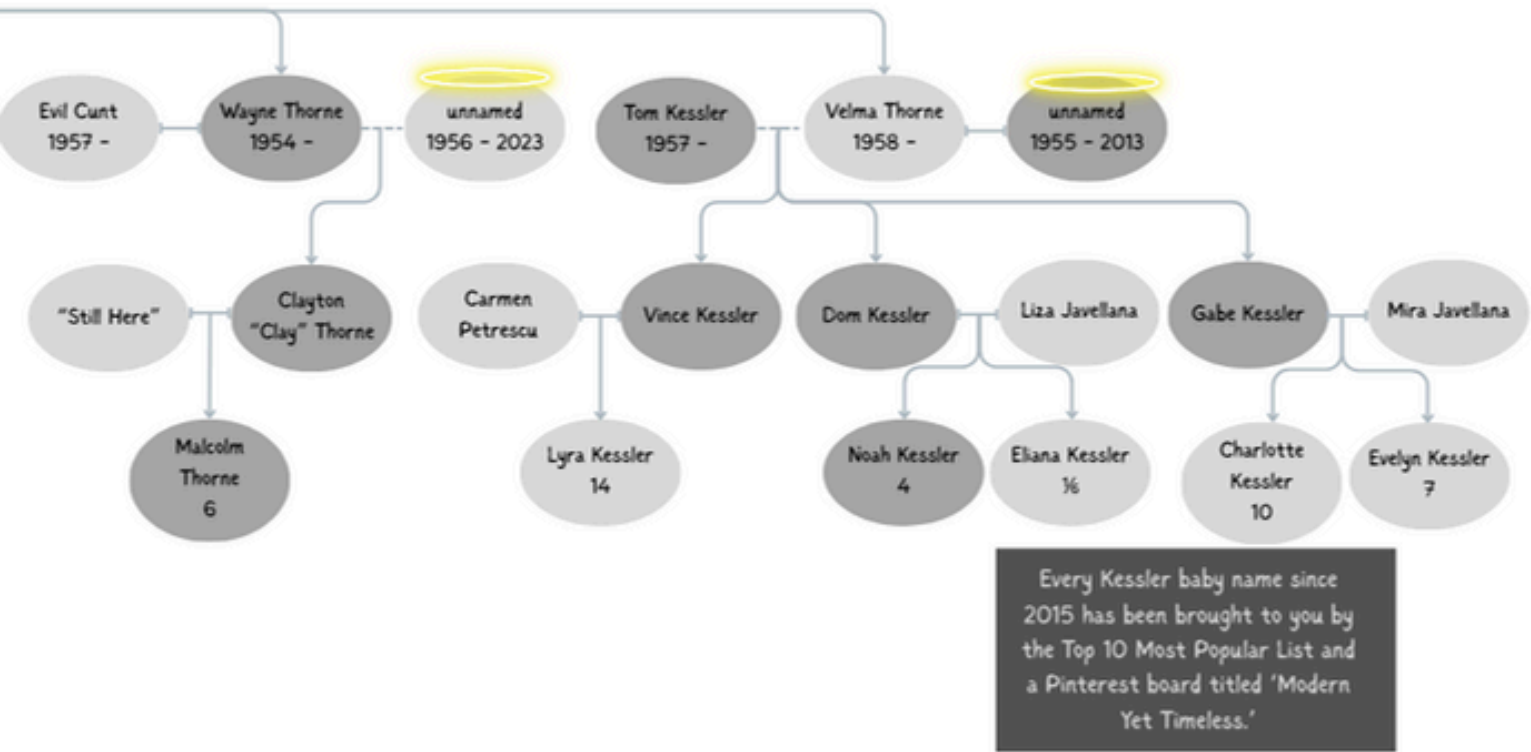 Evil Cunt
1957 -
Wayne Thorne
1954 -
unnamed
1956 - 2023
Tom Kessler
1957 -
Velma Thorne
1958 -
unnamed
1955 - 2013
"Still Here"
Clayton
"Clay" Thorne
Carmen
Petrescu
Vince Kessler
Dom Kessler
Liza Javellana
Gabe Kessler
Mira Javellana
Malcolm
Thorne
6
Lyra Kessler
14
Noah Kessler
4
Eliana Kessler
⅙
Charlotte
Kessler
10
Evelyn Kessler
7
Every Kessler baby name since
2015 has been brought to you by
the Top 10 Most Popular List and
a Pinterest board titled 'Modern
Yet Timeless.'